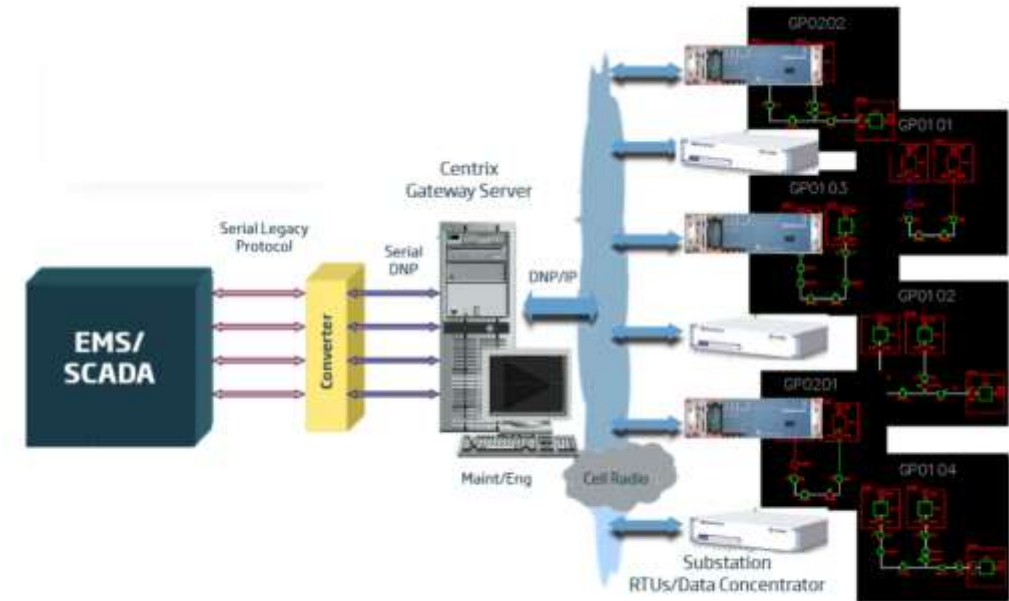 GP0202
GP0101
Centrix
Gateway Server
GP0103
Serial Legacy
Protocol
Serial
DNP
DNP/IP
GP0102
EMS/
SCADA
Converter
GP0201
Maint/Eng
Cell Radio
GP0104
Substation
RTUs/Data Concentrator